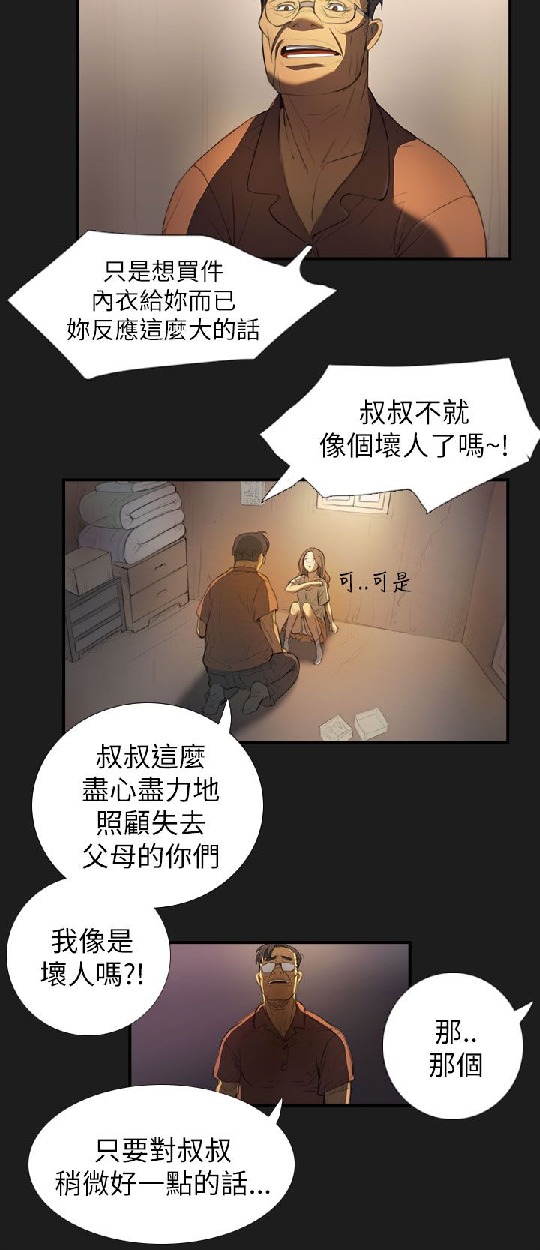 只是想買件
內衣給妳而已
妳反應這麼大的話
叔叔不就
像個壞人了嗎~!
可..可是
叔叔這麼
盡心盡力地
照顧失去
父母的你們
我像是
壞人嗎?!
那..
那個
只要對叔叔
稍微好一點的話...